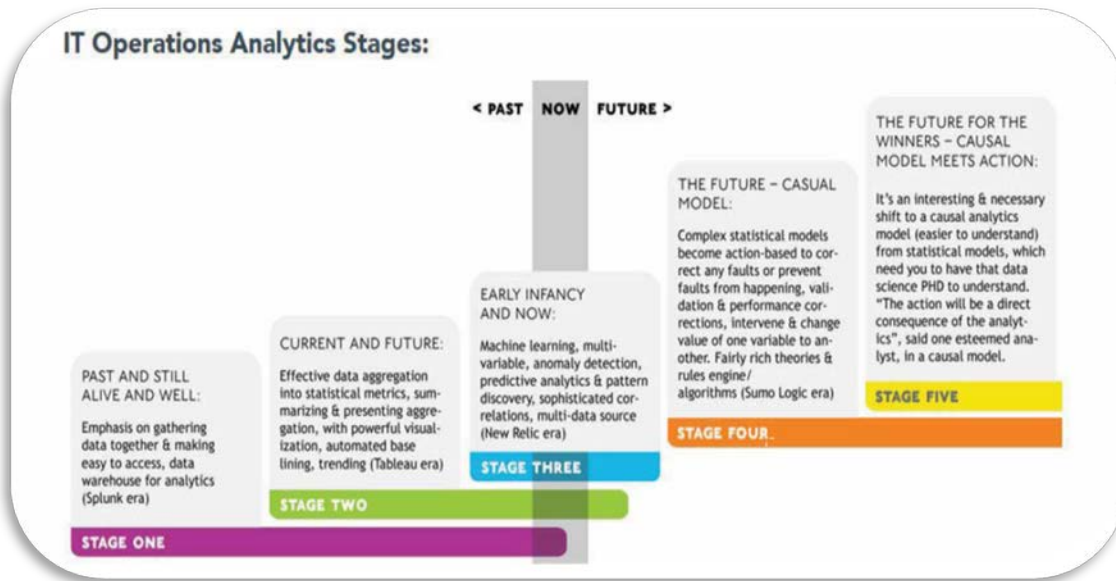 IT Operations Analytics Stages:
< PAST NOW FUTURE >
PAST AND STILL
ALIVE AND WELL:
Emphasis on gathering
data together & making
easy to access, data
warehouse for analytics
(Splunk era)
STAGE ONE
CURRENT AND FUTURE:
Effective data aggregation
into statistical metrics, sum-
marizing & presenting aggre-
gation, with powerful visual-
ization, automated base
lining, trending (Tableau era)
STAGE TWO
EARLY INFANCY
AND NOW:
Machine learning, multi-
variable, anomaly detection,
predictive analytics & pattern
discovery, sophisticated cor-
relations, multi-data source
(New Relic era)
STAGE THREE
THE FUTURE – CASUAL
MODEL:
Complex statistical models
become action-based to cor-
rect any faults or prevent
faults from happening, vali-
dation & performance cor-
rections, intervene & change
value of one variable to an-
other. Fairly rich theories &
rules engine/
algorithms (Sumo Logic era)
STAGE FOUR
THE FUTURE FOR THE
WINNERS – CAUSAL
MODEL MEETS ACTION:
It's an interesting & necessary
shift to a causal analytics
model (easier to understand)
from statistical models, which
need you to have that data
science PHD to understand.
"The action will be a direct
consequence of the analyt-
ics", said one esteemed ana-
lyst, in a causal model.
STAGE FIVE